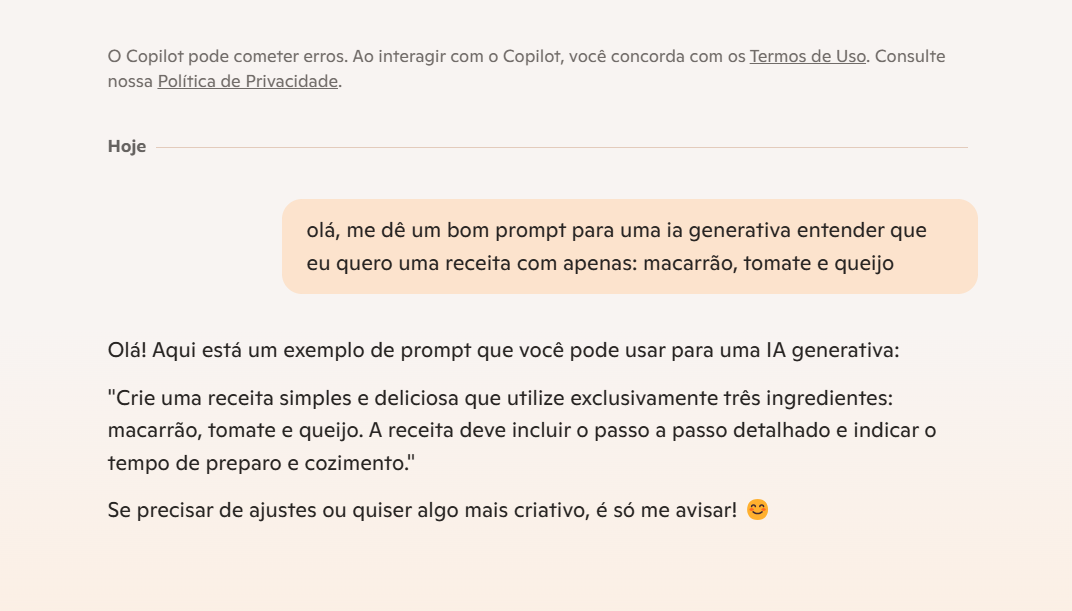 O Copilot pode cometer erros. Ao interagir com o Copilot, você concorda com os Termos de Uso. Consulte
nossa Política de Privacidade.
Hoje
olá, me dê um bom prompt para uma ia generativa entender que
eu quero uma receita com apenas: macarrão, tomate e queijo
Olá! Aqui está um exemplo de prompt que você pode usar para uma IA generativa:
"Crie uma receita simples e deliciosa que utilize exclusivamente três ingredientes:
macarrão, tomate e queijo. A receita deve incluir o passo a passo detalhado e indicar o
tempo de preparo e cozimento."
Se precisar de ajustes ou quiser algo mais criativo, é só me avisar! 😊